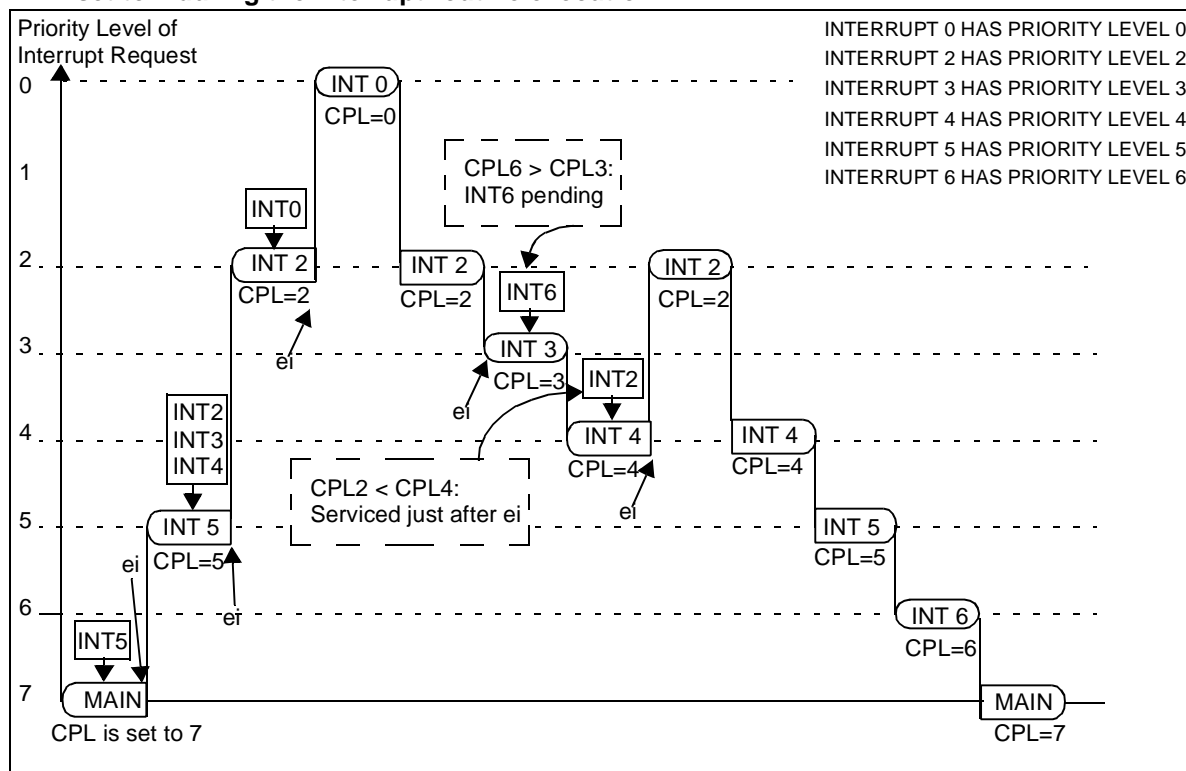 Priority Level of
Interrupt Request
INTERRUPT 0 HAS PRIORITY LEVEL 0
INTERRUPT 2 HAS PRIORITY LEVEL 2
INTERRUPT 3 HAS PRIORITY LEVEL 3
INTERRUPT 4 HAS PRIORITY LEVEL 4
INTERRUPT 5 HAS PRIORITY LEVEL 5
INTERRUPT 6 HAS PRIORITY LEVEL 6
0
INT 0
CPL=0
1
CPL6 > CPL3:
INT6 pending
INT0
2
INT 2
CPL=2
INT 2
CPL=2
INT 2
CPL=2
INT6
ei
3
INT 3
CPL=3
ei
INT2
INT2
INT3
INT4
4
INT 4
CPL=4
INT 4
CPL=4
CPL2 < CPL4:
Serviced just after ei
ei
5
INT 5
CPL=5
INT 5
CPL=5
ei
ei
6
INT5
INT 6
CPL=6
7
MAIN
MAIN
CPL is set to 7
CPL=7